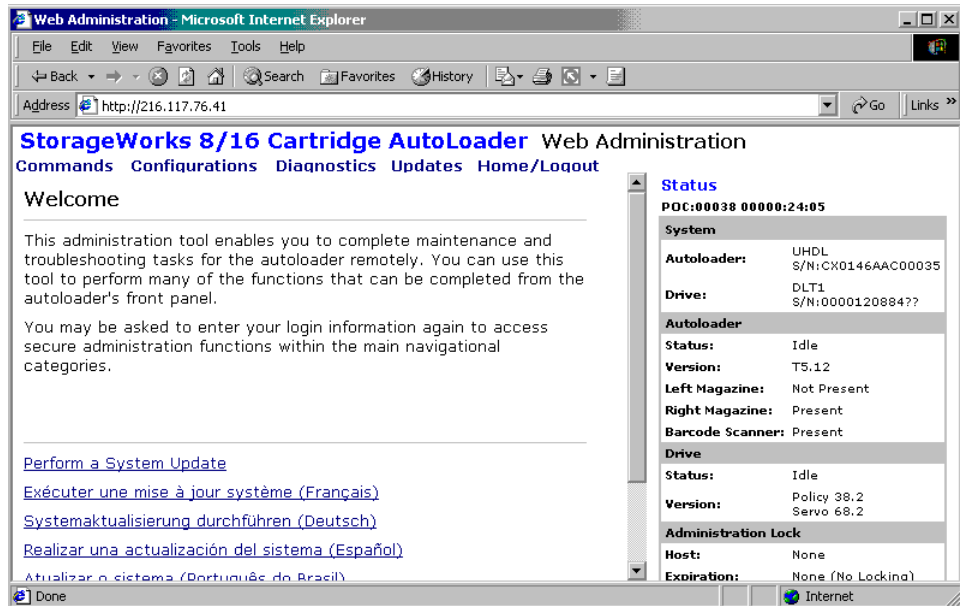 Web Administration - Microsoft Internet Explorer
File Edit View Favorites Tools Help
Back Search Favorites History
Address http://216.117.76.41 Go Links »
StorageWorks 8/16 Cartridge AutoLoader Web Administration
Commands Configurations Diagnostics Updates Home/Logout
Welcome
This administration tool enables you to complete maintenance and
troubleshooting tasks for the autoloader remotely. You can use this
tool to perform many of the functions that can be completed from the
autoloader's front panel.
You may be asked to enter your login information again to access
secure administration functions within the main navigational
categories.
Perform a System Update
Exécuter une mise à jour système (Français)
Systemaktualisierung durchführen (Deutsch)
Realizar una actualización del sistema (Español)
Atualizar o sistema (Português do Brasil)
Status
POC:00038 00000:24:05
System
Autoloader: UHDL
S/N:CX0146AAC00035
Drive: DLT1
S/N:0000120884??
Autoloader
Status: Idle
Version: T5.12
Left Magazine: Not Present
Right Magazine: Present
Barcode Scanner: Present
Drive
Status: Idle
Version: Policy 38.2
Servo 68.2
Administration Lock
Host: None
Expiration: None (No Locking)
Done Internet